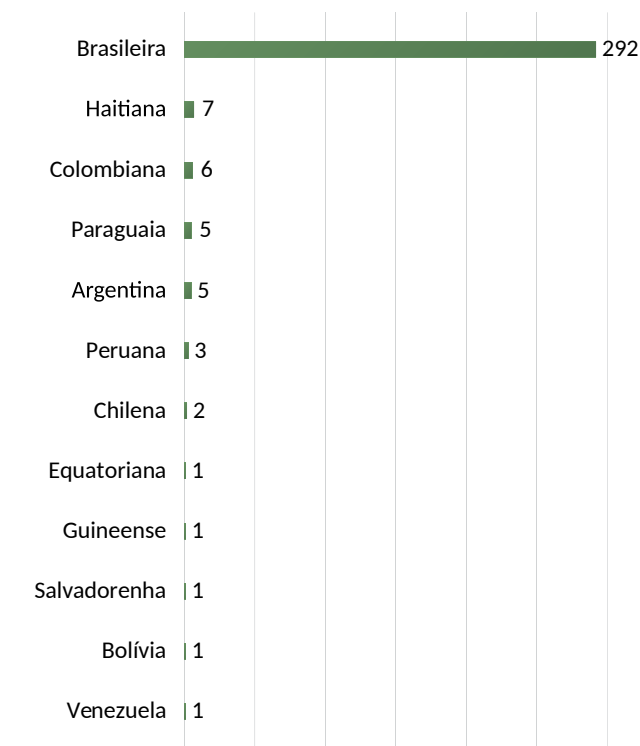 Brasileira 292
Haitiana 7
Colombiana 6
Paraguaia 5
Argentina 5
Peruana 3
Chilena 2
Equatoriana 1
Guineense 1
Salvadorenha 1
Bolívia 1
Venezuela 1